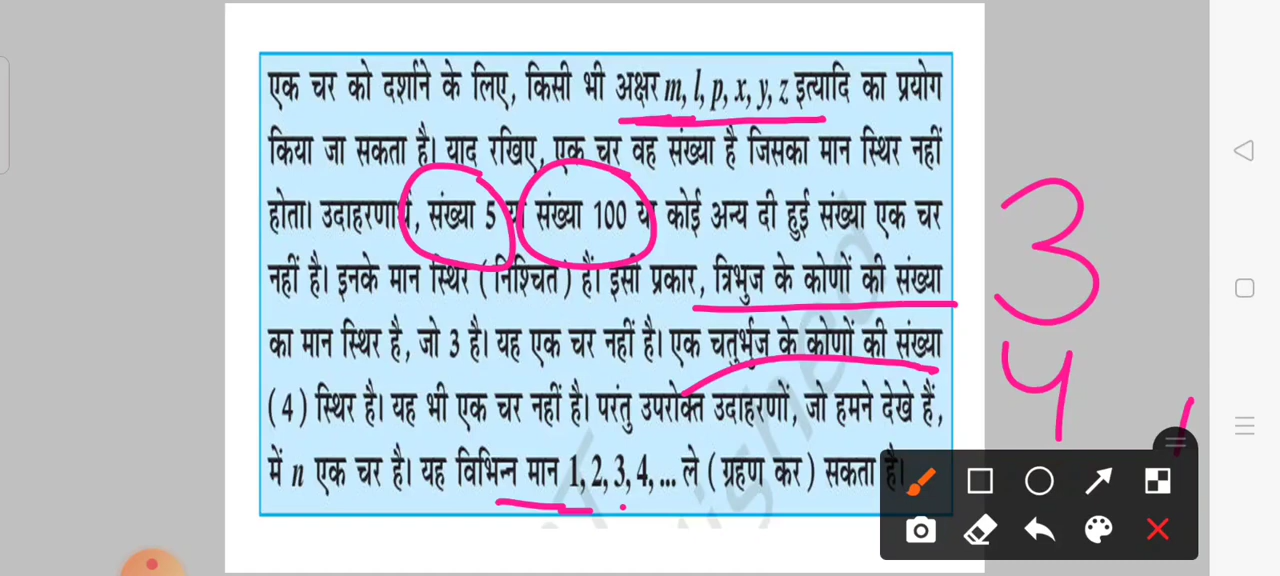 एक चर को दर्शाने के लिए, किसी भी अक्षर m, l, p, x, y, z इत्यादि का प्रयोग
किया जा सकता है। याद रखिए, एक चर वह संख्या है जिसका मान स्थिर नहीं
होता। उदाहरणार्थ, संख्या 5 या संख्या 100 या कोई अन्य दी हुई संख्या एक चर
नहीं है। इनके मान स्थिर (निश्चित) हैं। इसी प्रकार, त्रिभुज के कोणों की संख्या
का मान स्थिर है, जो 3 है। यह एक चर नहीं है। एक चतुर्भुज के कोणों की संख्या
(4) स्थिर है। यह भी एक चर नहीं है। परंतु उपरोक्त उदाहरणों, जो हमने देखे हैं,
में n एक चर है। यह विभिन्न मान 1, 2, 3, 4, ... ले (ग्रहण कर) सकता है।
3
4